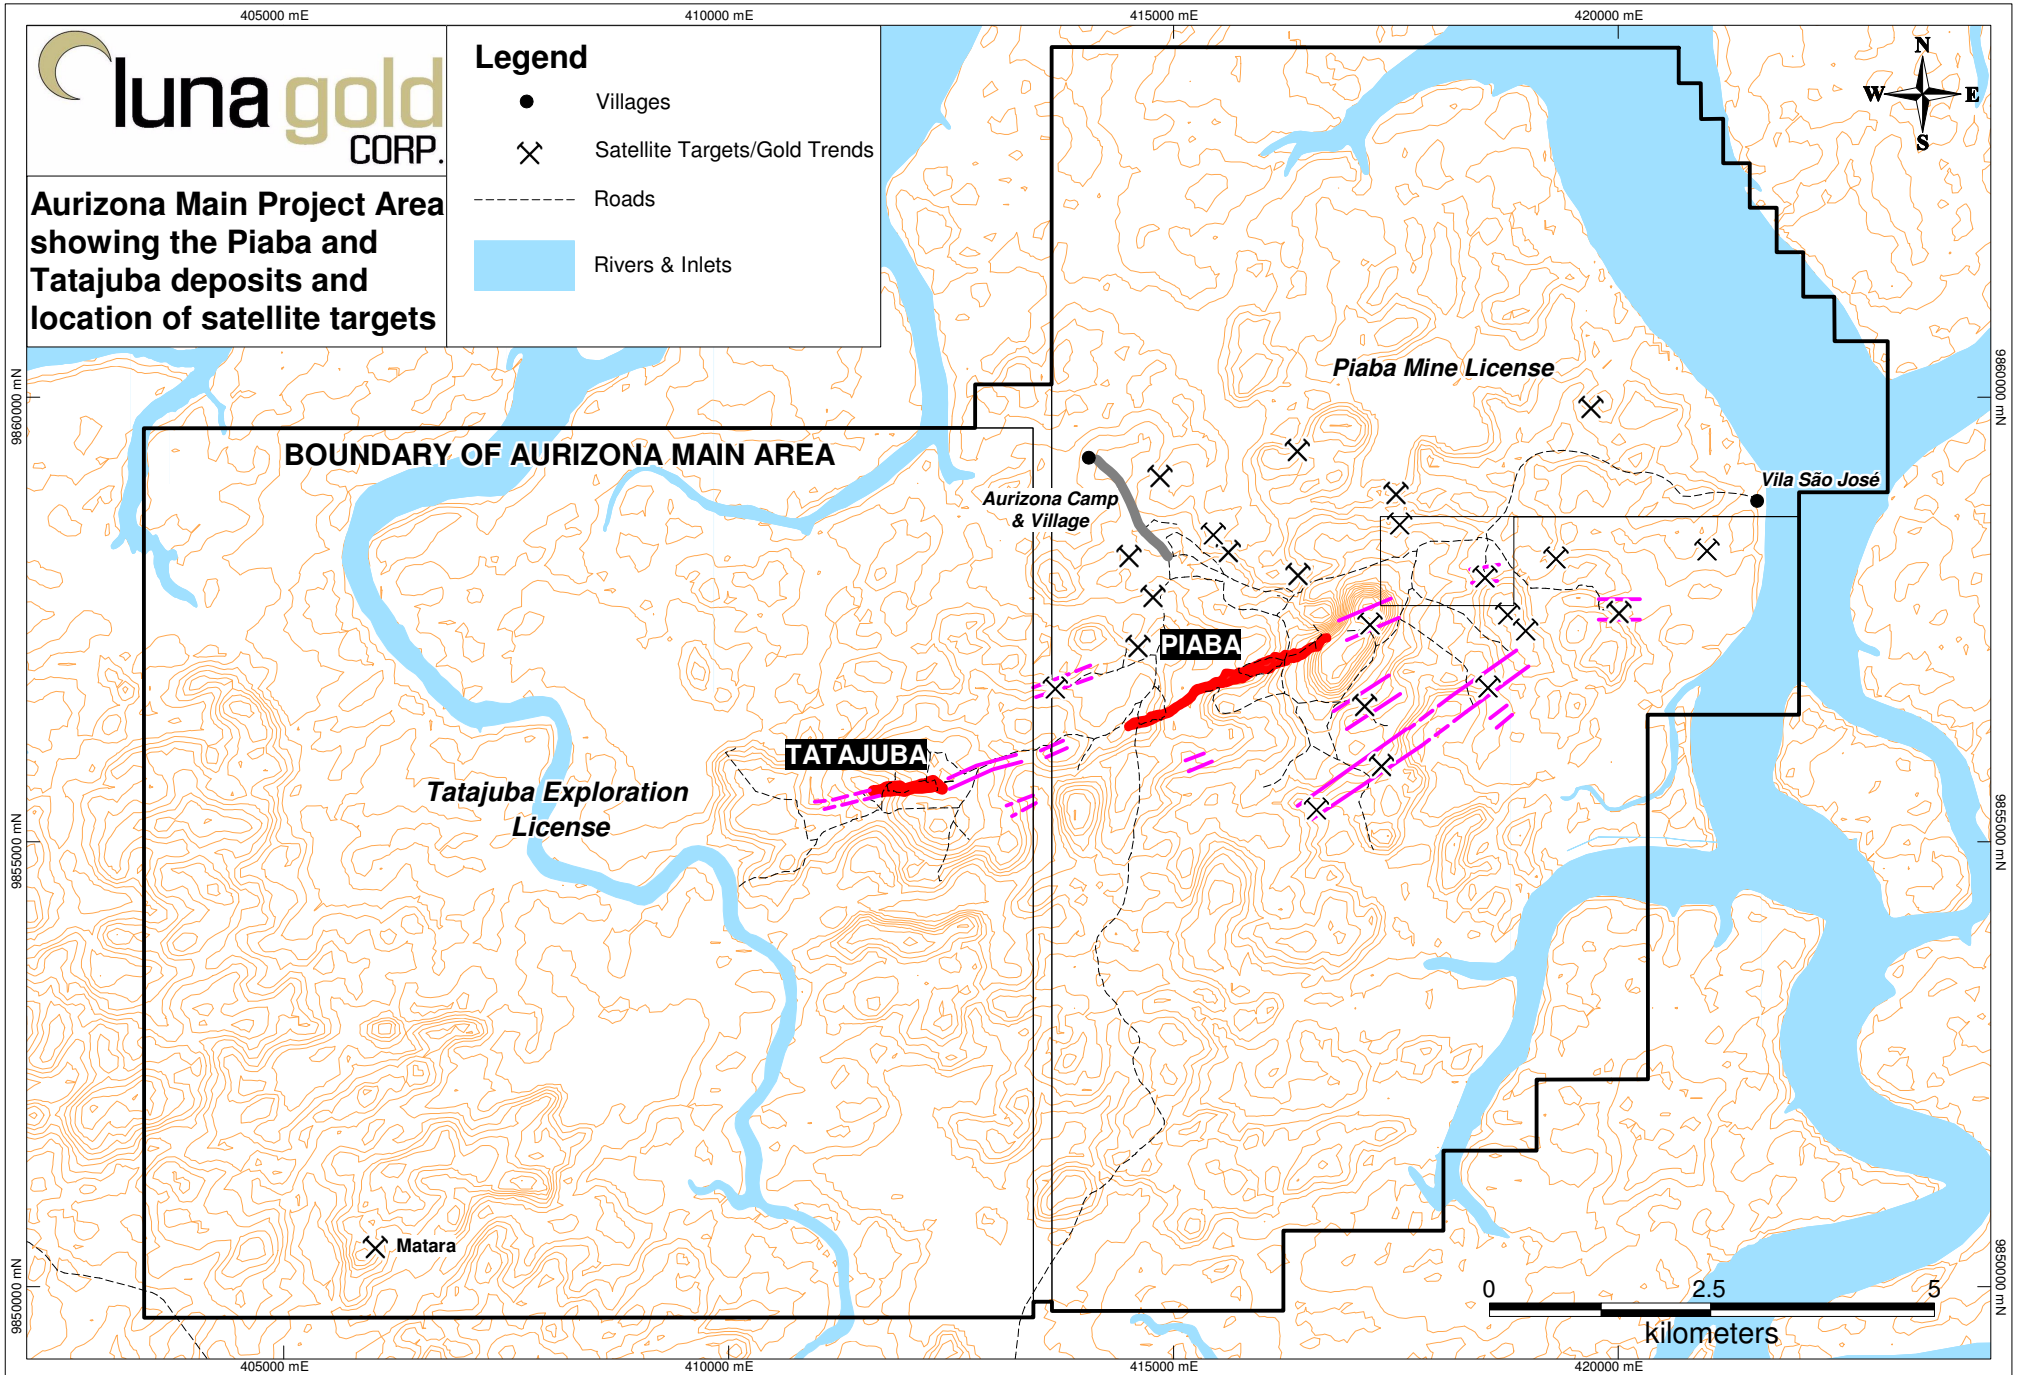 405000 mE
410000 mE
415000 mE
420000 mE
luna gold
CORP.
Aurizona Main Project Area
showing the Piaba and
Tatajuba deposits and
location of satellite targets
Legend
Villages
Satellite Targets/Gold Trends
Roads
Rivers & Inlets
N
W
E
S
Piaba Mine License
9860000 mN
9860000 mN
BOUNDARY OF AURIZONA MAIN AREA
Aurizona Camp
& Village
Vila São José
PIABA
TATAJUBA
Tatajuba Exploration
License
9855000 mN
9855000 mN
Matara
9850000 mN
9850000 mN
0 2.5 5
kilometers
405000 mE
410000 mE
415000 mE
420000 mE